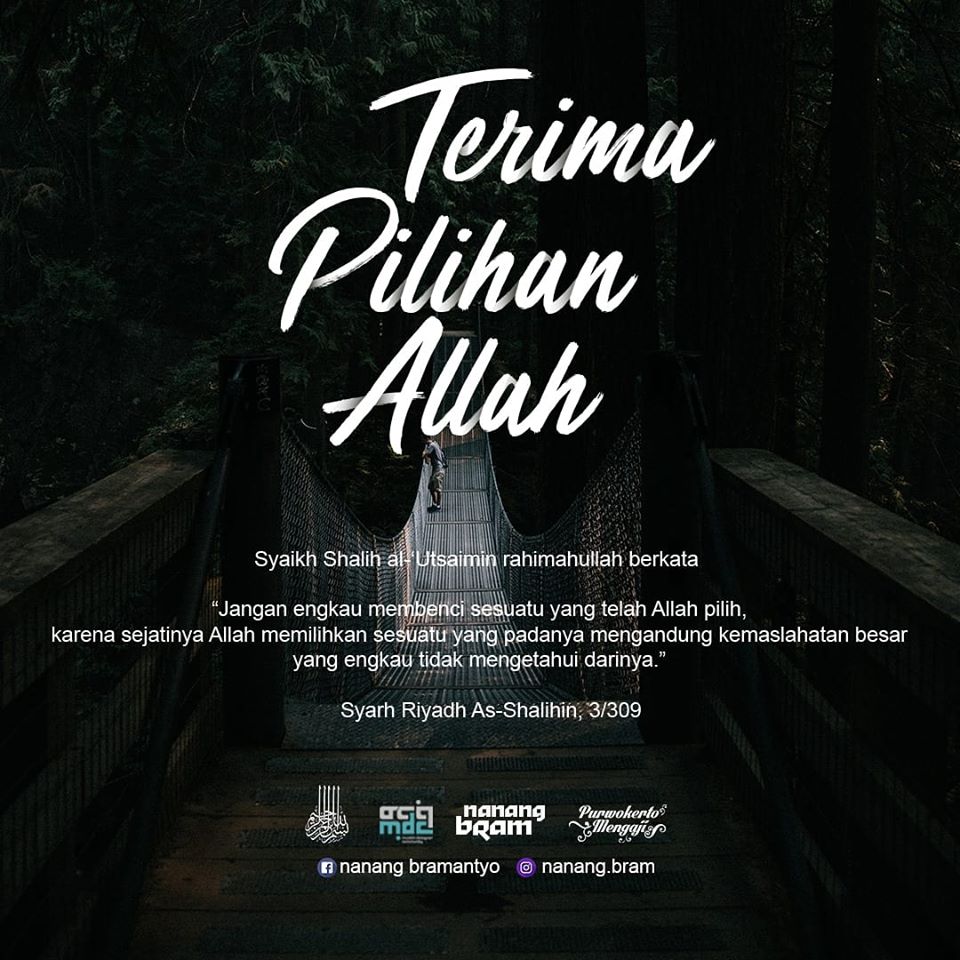 Terima
Pilihan
Allah
Syaikh Shalih al-‘Utsaimin rahimahullah berkata
“Jangan engkau membenci sesuatu yang telah Allah pilih,
karena sejatinya Allah memilihkan sesuatu yang padanya mengandung kemaslahatan besar
yang engkau tidak mengetahui darinya.”
Syarh Riyadh As-Shalihin, 3/309
nanang
bram
Purwokerto
Mengaji
nanang bramantyo nanang.bram